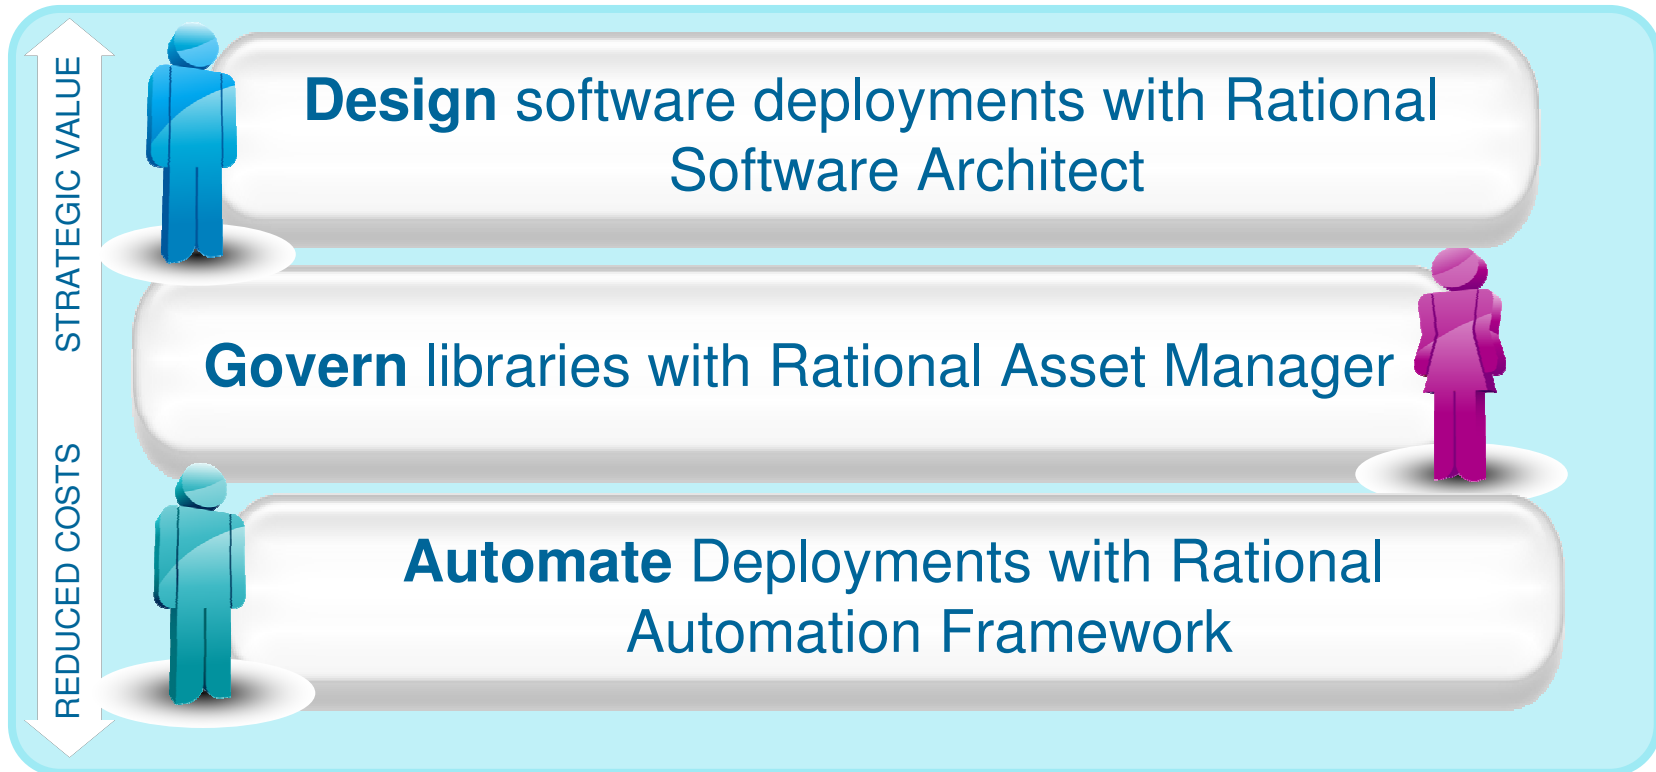 STRATEGIC VALUE
REDUCED COSTS
Design software deployments with Rational
Software Architect
Govern libraries with Rational Asset Manager
Automate Deployments with Rational
Automation Framework